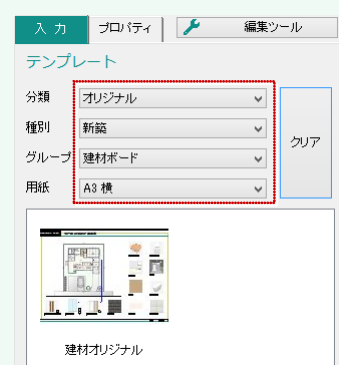 入 力 プロパティ 編集ツール
テンプレート
分類 オリジナル
種別 新築
クリア
グループ 建材ボード
用紙 A3 横
建材オリジナル